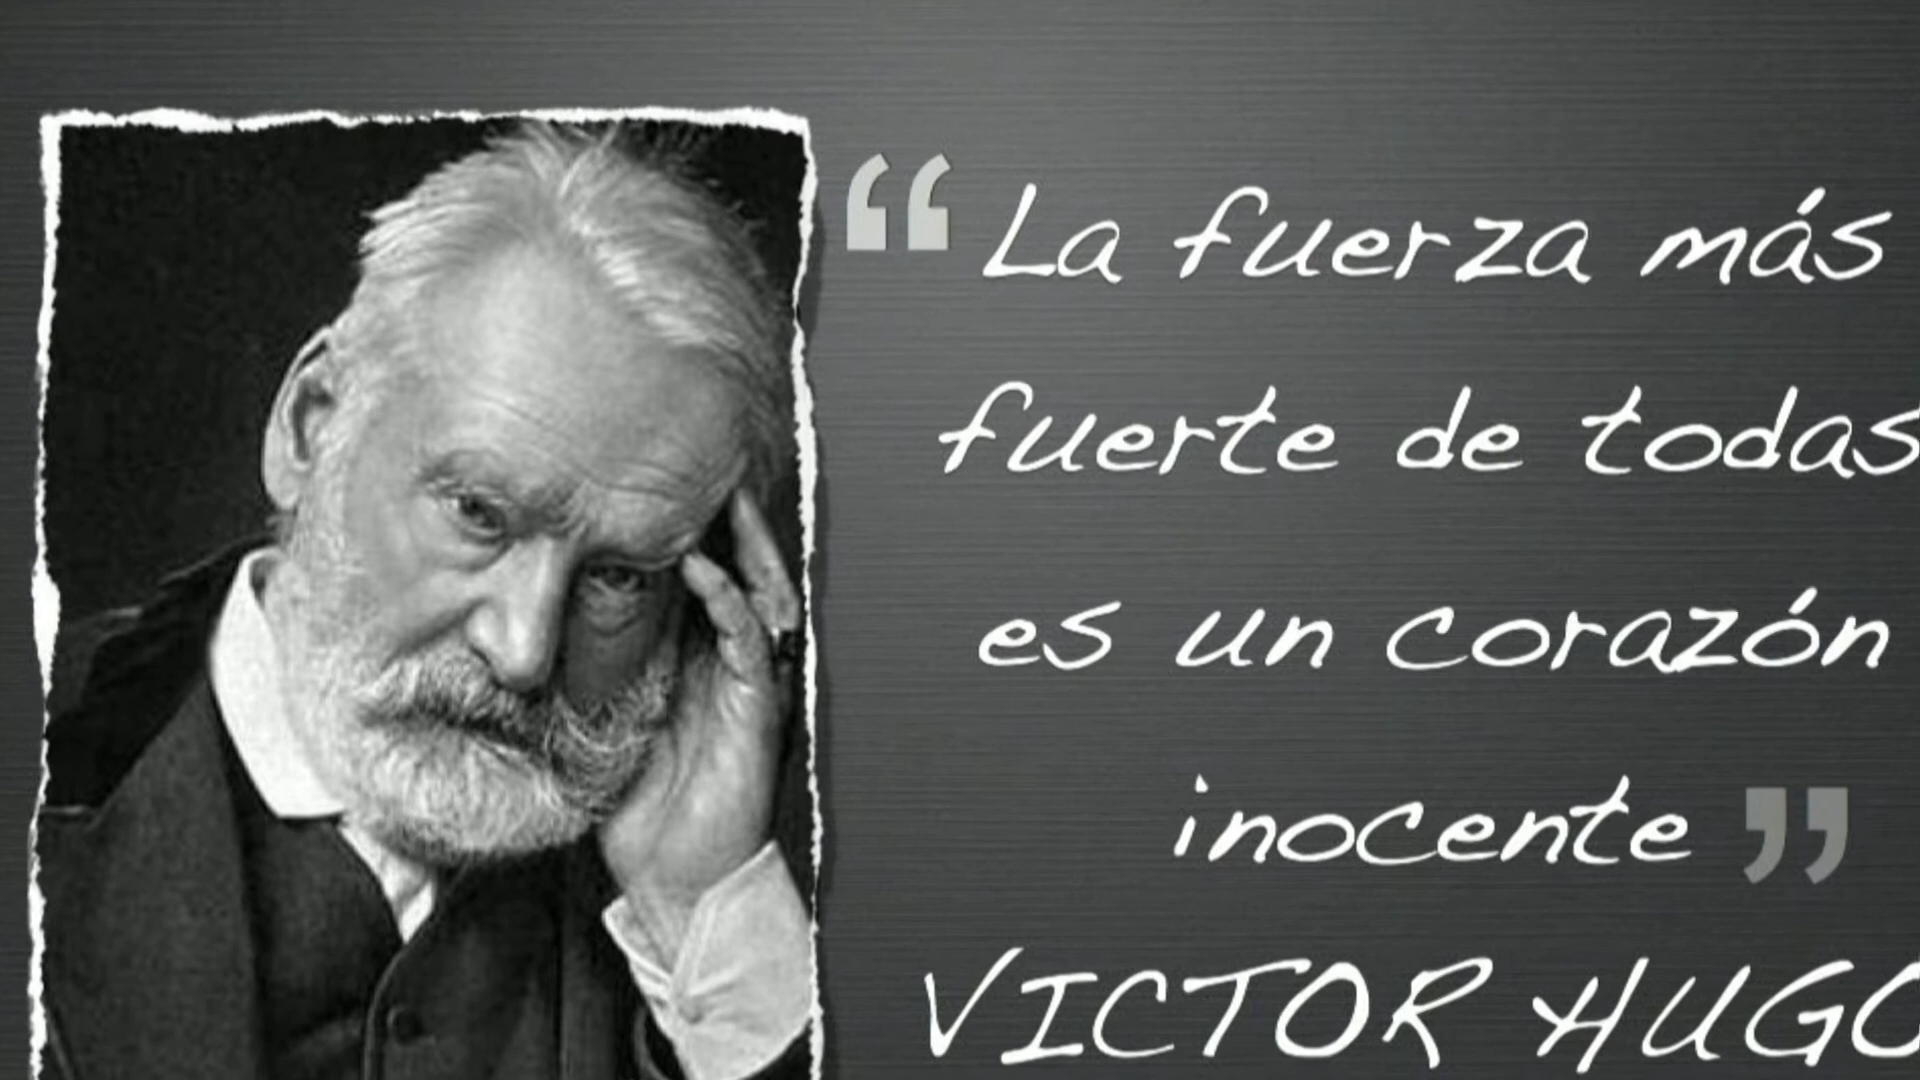 “ La fuerza más
fuerte de todas
es un corazón
inocente ”
VICTOR HUGO